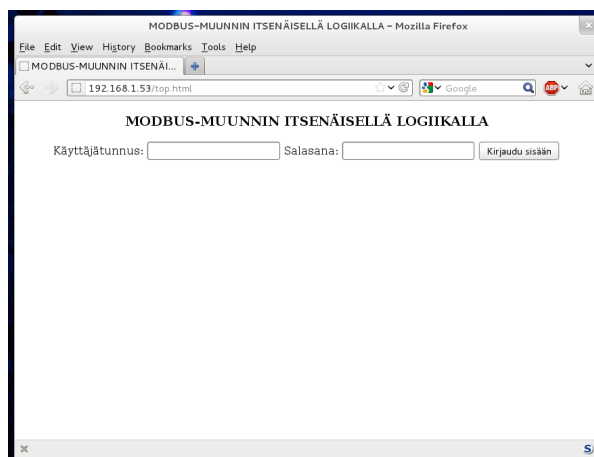 MODBUS-MUUNNIN ITSENÄISELLÄ LOGIIKALLA - Mozilla Firefox
File Edit View History Bookmarks Tools Help
MODBUS-MUUNNIN ITSENÄI...
192.168.1.53/top.html Google ABP
MODBUS-MUUNNIN ITSENÄISELLÄ LOGIIKALLA
Käyttäjätunnus: Salasana: Kirjaudu sisään
S